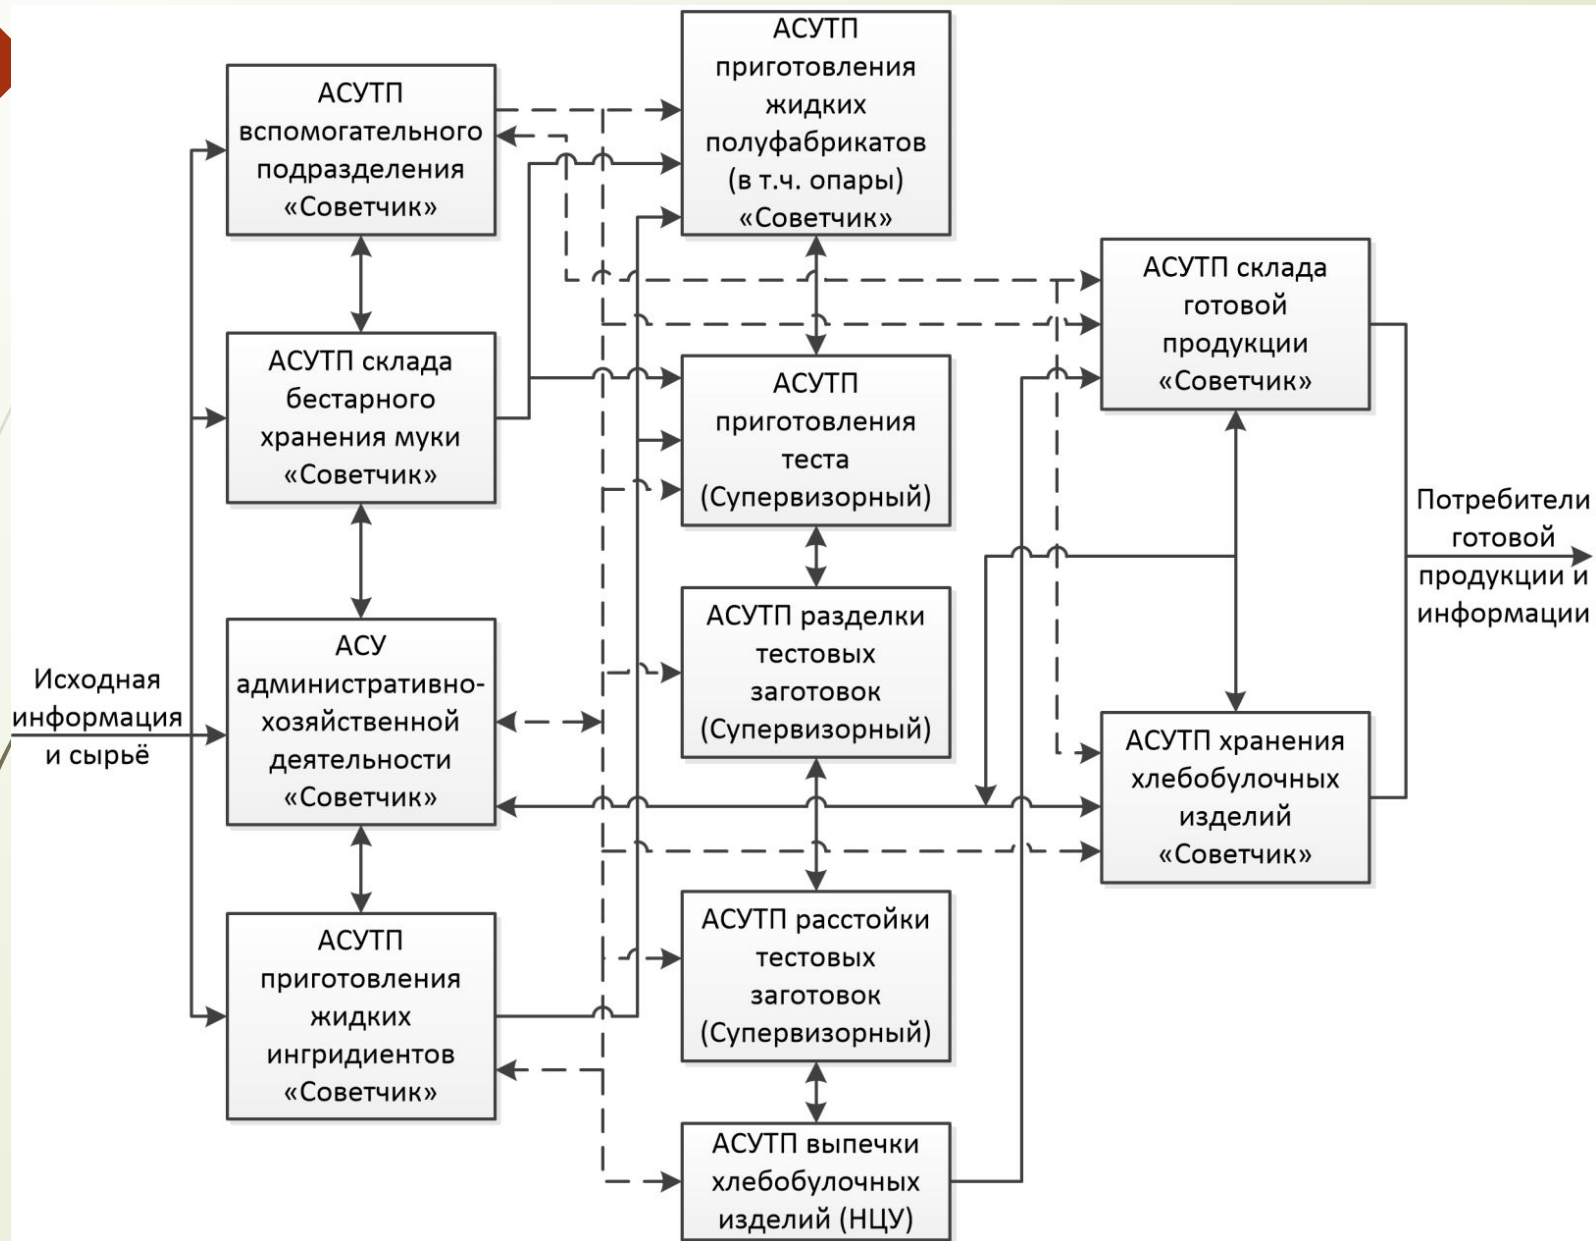 АСУТП
вспомогательного
подразделения
«Советчик»
АСУТП склада
бестарного
хранения муки
«Советчик»
АСУ
административно-
хозяйственной
деятельности
«Советчик»
АСУТП
приготовления
жидких
ингридиентов
«Советчик»
Исходная
информация
и сырьё
АСУТП
приготовления
жидких
полуфабрикатов
(в т.ч. опары)
«Советчик»
АСУТП
приготовления
теста
(Супервизорный)
АСУТП разделки
тестовых
заготовок
(Супервизорный)
АСУТП расстойки
тестовых
заготовок
(Супервизорный)
АСУТП выпечки
хлебобулочных
изделий (НЦУ)
АСУТП склада
готовой
продукции
«Советчик»
АСУТП хранения
хлебобулочных
изделий
«Советчик»
Потребители
готовой
продукции и
информации